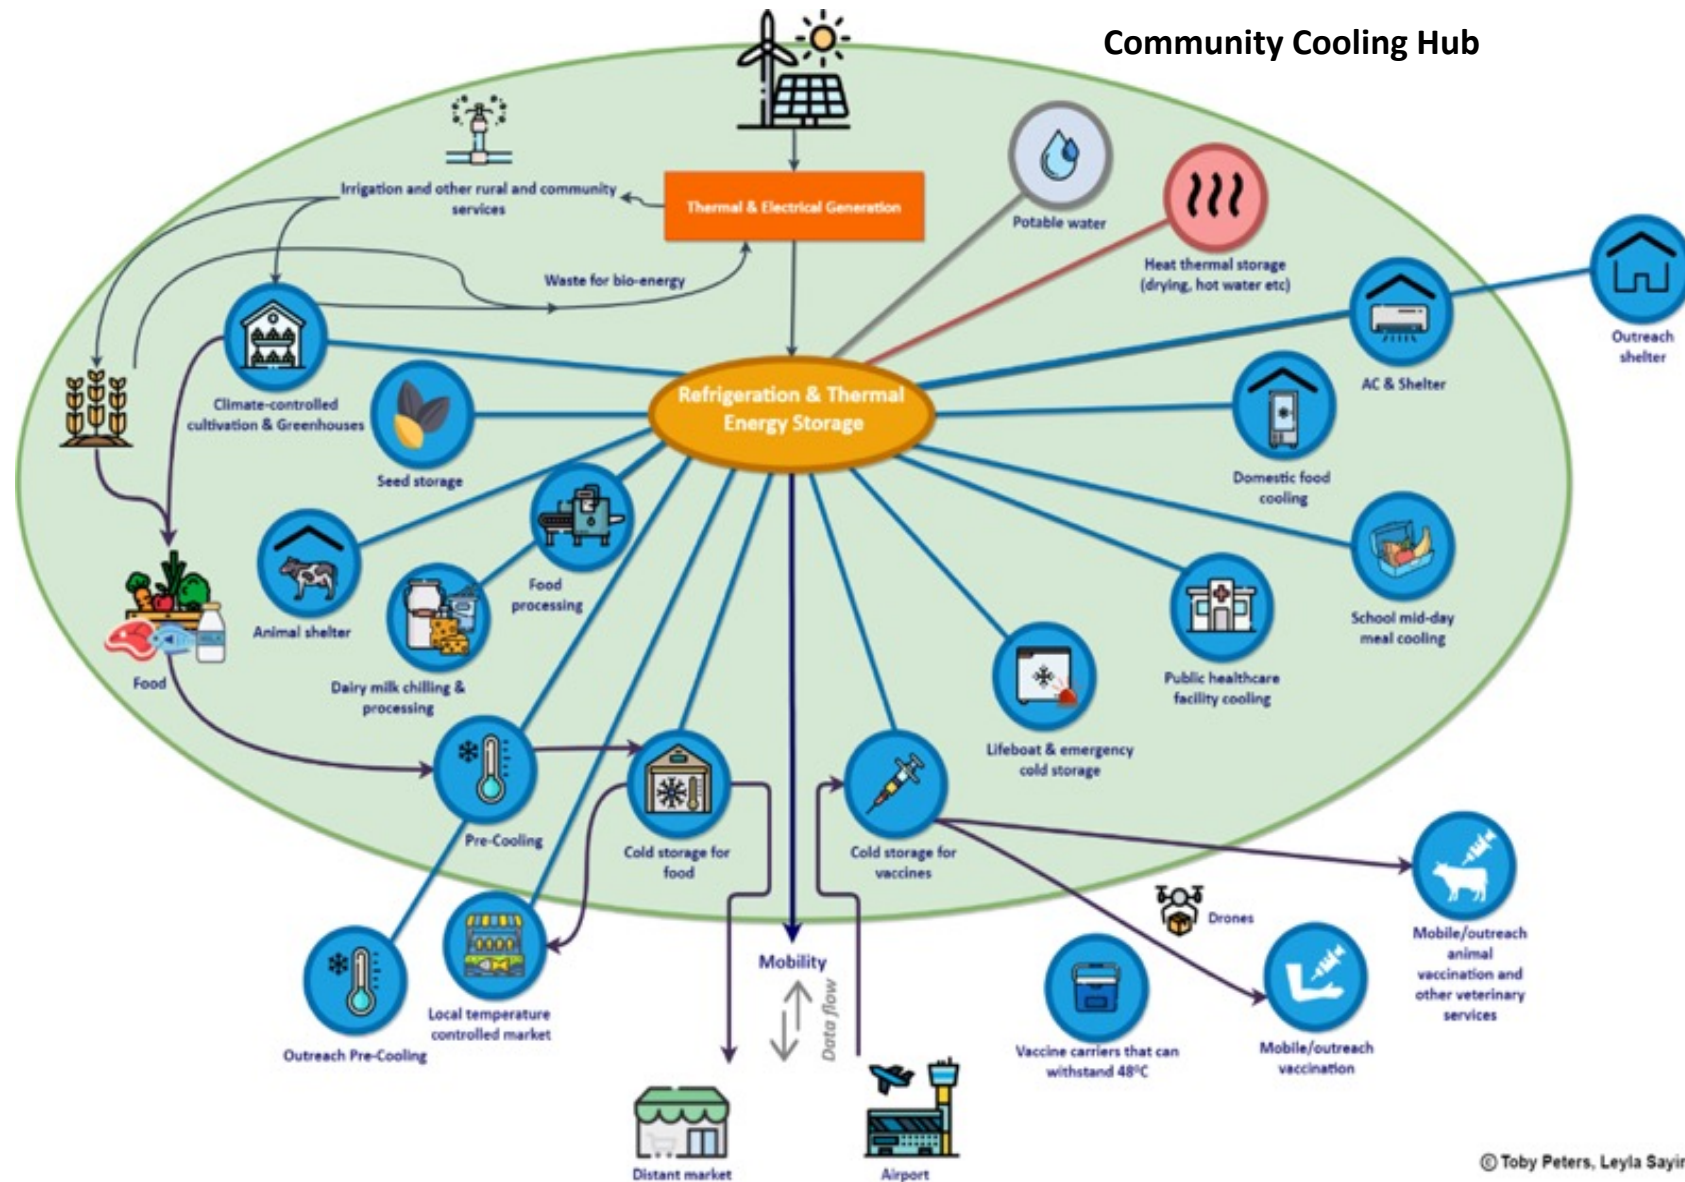 Community Cooling Hub
Irrigation and other rural and community
services
Thermal & Electrical Generation
Potable water
Heat thermal storage
(drying, hot water etc)
Waste for bio-energy
Outreach
shelter
AC & Shelter
Refrigeration & Thermal
Energy Storage
Climate-controlled
cultivation & Greenhouses
Seed storage
Domestic food
cooling
Food
processing
Animal shelter
School mid-day
meal cooling
Food
Dairy milk chilling &
processing
Public healthcare
facility cooling
Lifeboat & emergency
cold storage
Pre-Cooling
Cold storage for
food
Cold storage for
vaccines
Drones
Mobile/outreach
animal
vaccination and
other veterinary
services
Mobility
Data flow
Local temperature
controlled market
Outreach Pre-Cooling
Vaccine carriers that can
withstand 48⁰C
Mobile/outreach
vaccination
MILK
Distant market
Airport
© Toby Peters, Leyla Sayin